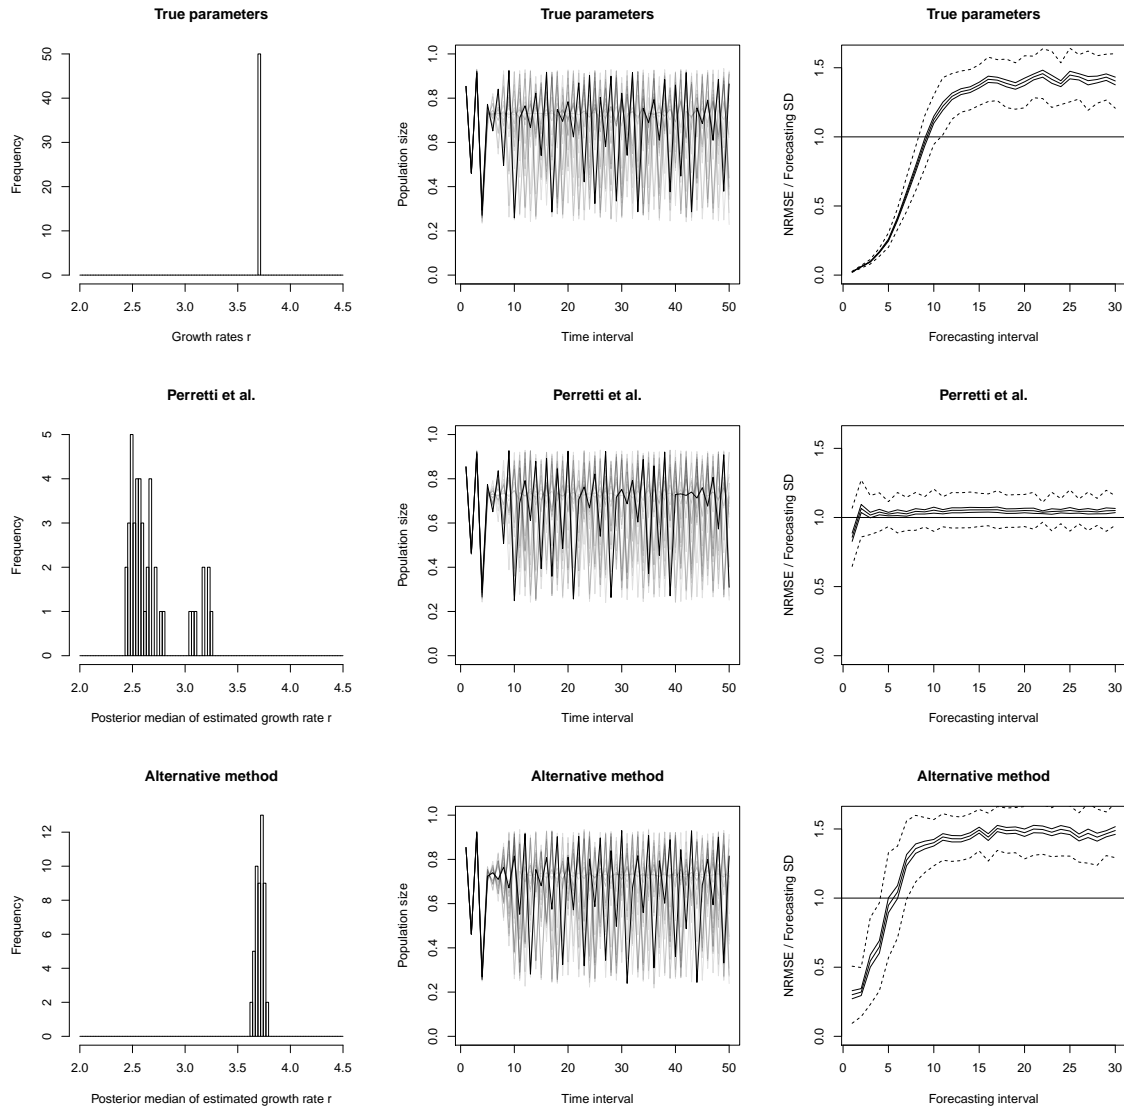 True parameters
True parameters
True parameters
Frequency
0 10 20 30 40 50
2.0 2.5 3.0 3.5 4.0 4.5
Growth rates r
Population size
0.0 0.2 0.4 0.6 0.8 1.0
0 10 20 30 40 50
Time interval
NRMSE / Forecasting SD
0.0 0.5 1.0 1.5
0 5 10 15 20 25 30
Forecasting interval
Perretti et al.
Perretti et al.
Perretti et al.
Frequency
0 1 2 3 4 5
2.0 2.5 3.0 3.5 4.0 4.5
Posterior median of estimated growth rate r
Population size
0.0 0.2 0.4 0.6 0.8 1.0
0 10 20 30 40 50
Time interval
NRMSE / Forecasting SD
0.0 0.5 1.0 1.5
0 5 10 15 20 25 30
Forecasting interval
Alternative method
Alternative method
Alternative method
Frequency
0 2 4 6 8 10 12
2.0 2.5 3.0 3.5 4.0 4.5
Posterior median of estimated growth rate r
Population size
0.0 0.2 0.4 0.6 0.8 1.0
0 10 20 30 40 50
Time interval
NRMSE / Forecasting SD
0.0 0.5 1.0 1.5
0 5 10 15 20 25 30
Forecasting interval